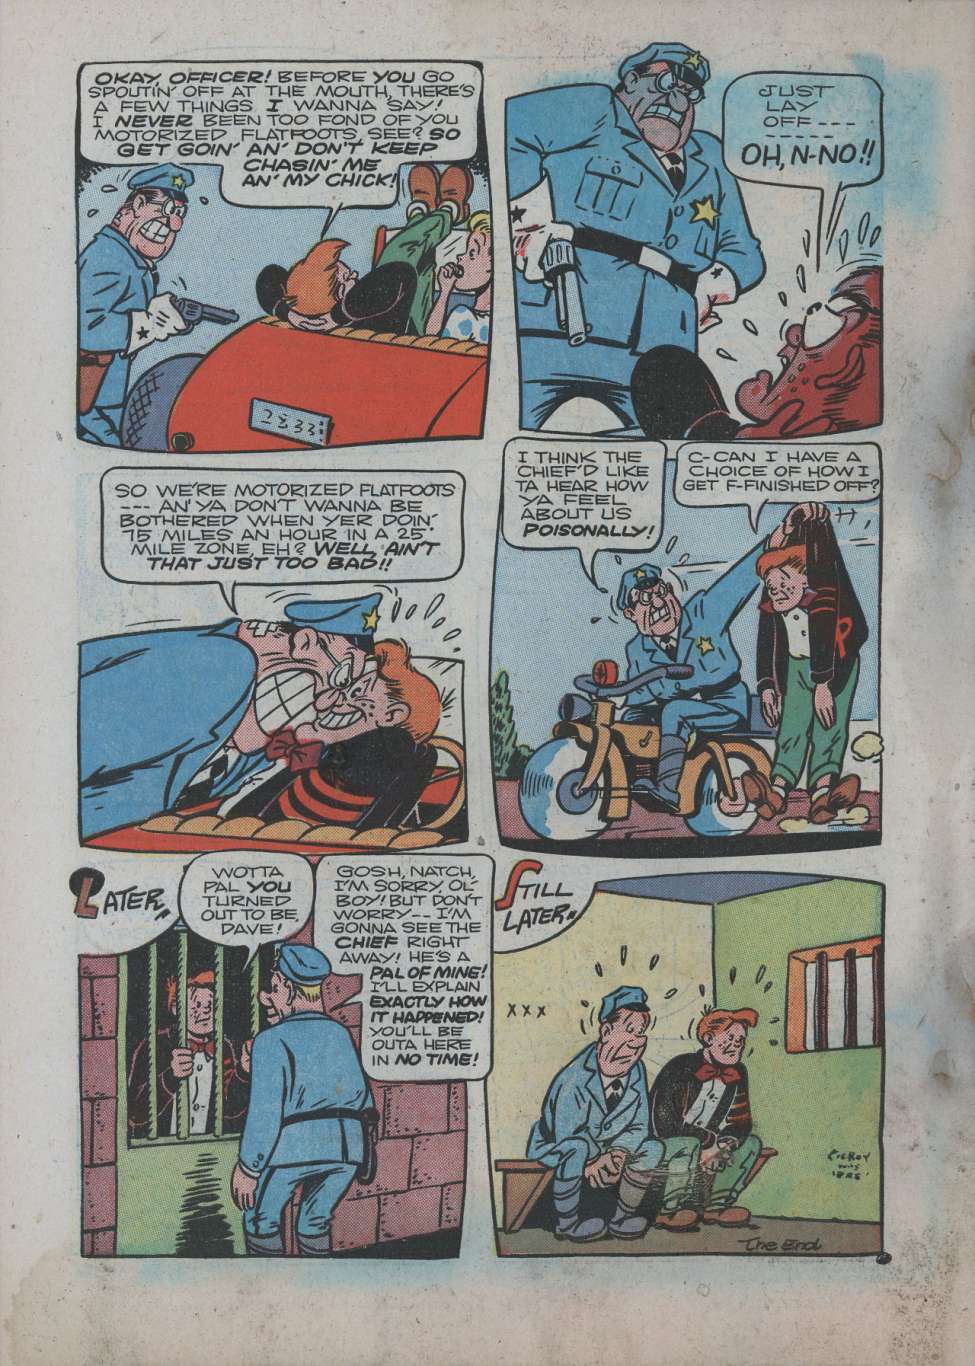 OKAY, OFFICER! BEFORE YOU GO
SPOUTIN' OFF AT THE MOUTH, THERE'S
A FEW THINGS I WANNA SAY!
I NEVER BEEN TOO FOND OF YOU
MOTORIZED FLATFOOTS, SEE? SO
GET GOIN' AN' DON'T KEEP
CHASIN' ME
AN' MY CHICK!
JUST
LAY
OFF---
-----
OH, N-NO!!
SO WE'RE MOTORIZED FLATFOOTS
--- AN' YA DON'T WANNA BE
BOTHERED WHEN YER DOIN'
75 MILES AN HOUR IN A 25
MILE ZONE, EH? WELL, AIN'T
THAT JUST TOO BAD!!
I THINK THE
CHIEF'D LIKE
TA HEAR HOW
YA FEEL
ABOUT US
POISONALLY!
C-CAN I HAVE A
CHOICE OF HOW I
GET F-FINISHED OFF?
R
LATER,
WOTTA
PAL YOU
TURNED
OUT TO BE,
DAVE!
GOSH, NATCH,
I'M SORRY, OL'
BOY! BUT DON'T
WORRY-- I'M
GONNA SEE THE
CHIEF RIGHT
AWAY! HE'S A
PAL OF MINE!
I'LL EXPLAIN
EXACTLY HOW
IT HAPPENED!
YOU'LL BE
OUTA HERE
IN NO TIME!
STILL
LATER,
XXX
KILROY
WAS
'ERE'
The End